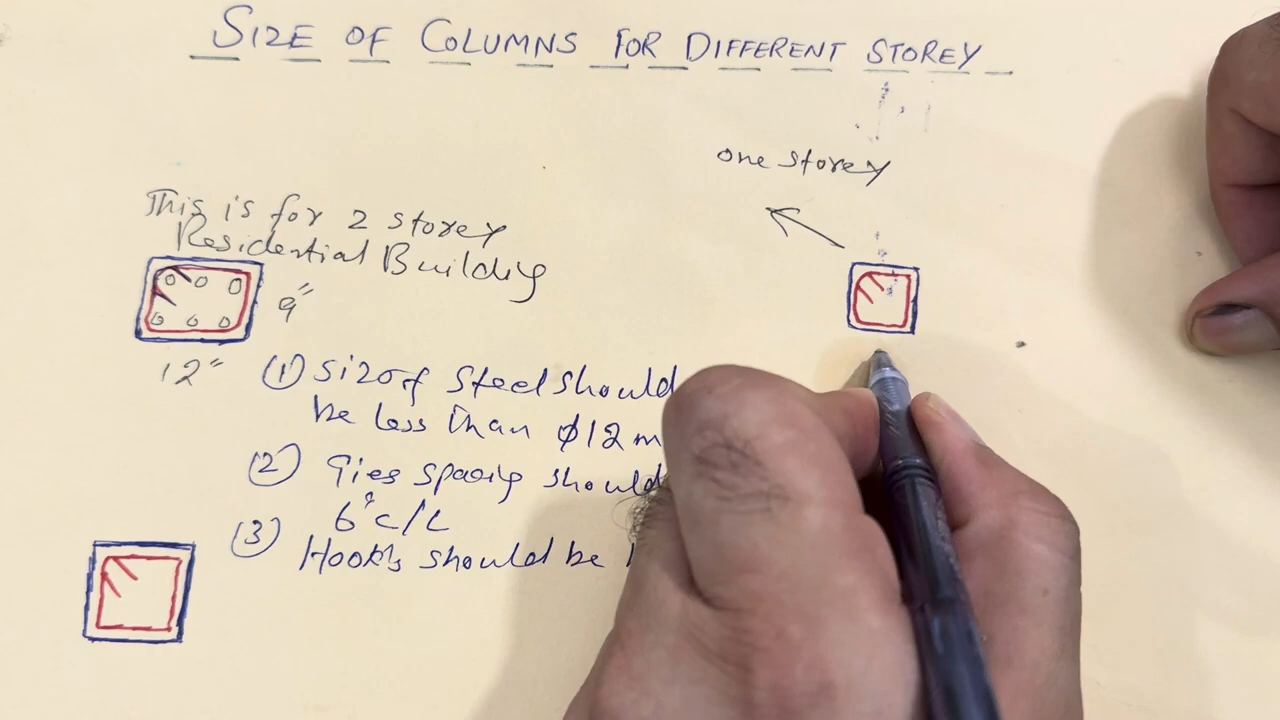 SIZE OF COLUMNS FOR DIFFERENT STOREY
one storey
This is for 2 storey
Residential Building
9"
12"
(1) Size of Steel should
be less than ϕ12m
(2) Ties spacing should
6" c/c
(3) Hooks should be